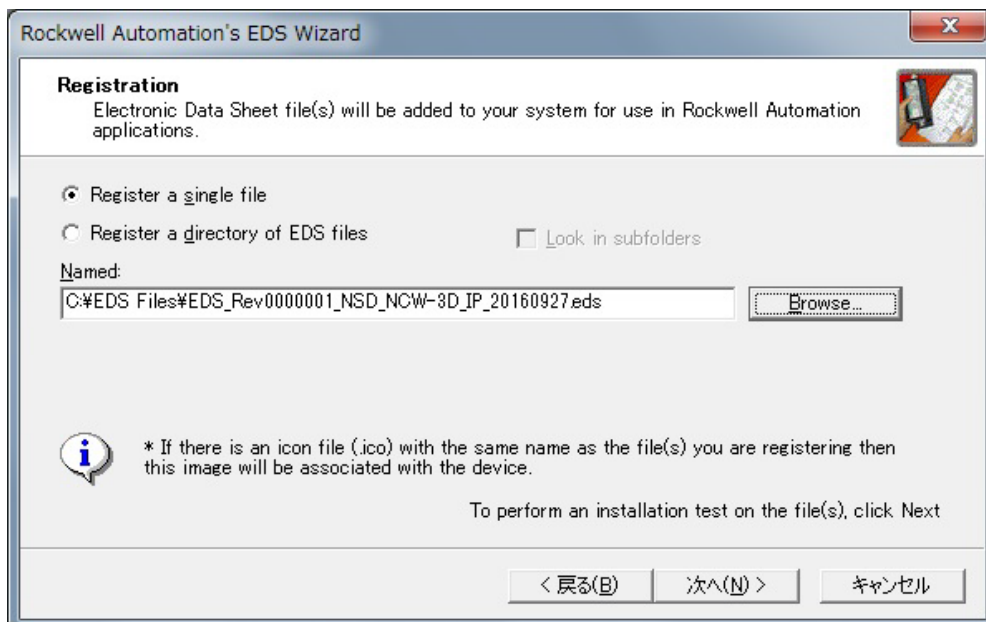 Rockwell Automation's EDS Wizard
Registration
Electronic Data Sheet file(s) will be added to your system for use in Rockwell Automation
applications.
Register a single file
Register a directory of EDS files
Look in subfolders
Named:
C:¥EDS Files¥EDS_Rev0000001_NSD_NCW-3D_IP_20160927.eds
Browse...
* If there is an icon file (.ico) with the same name as the file(s) you are registering then
this image will be associated with the device.
To perform an installation test on the file(s), click Next
< 戻る(B)
次へ(N) >
キャンセル